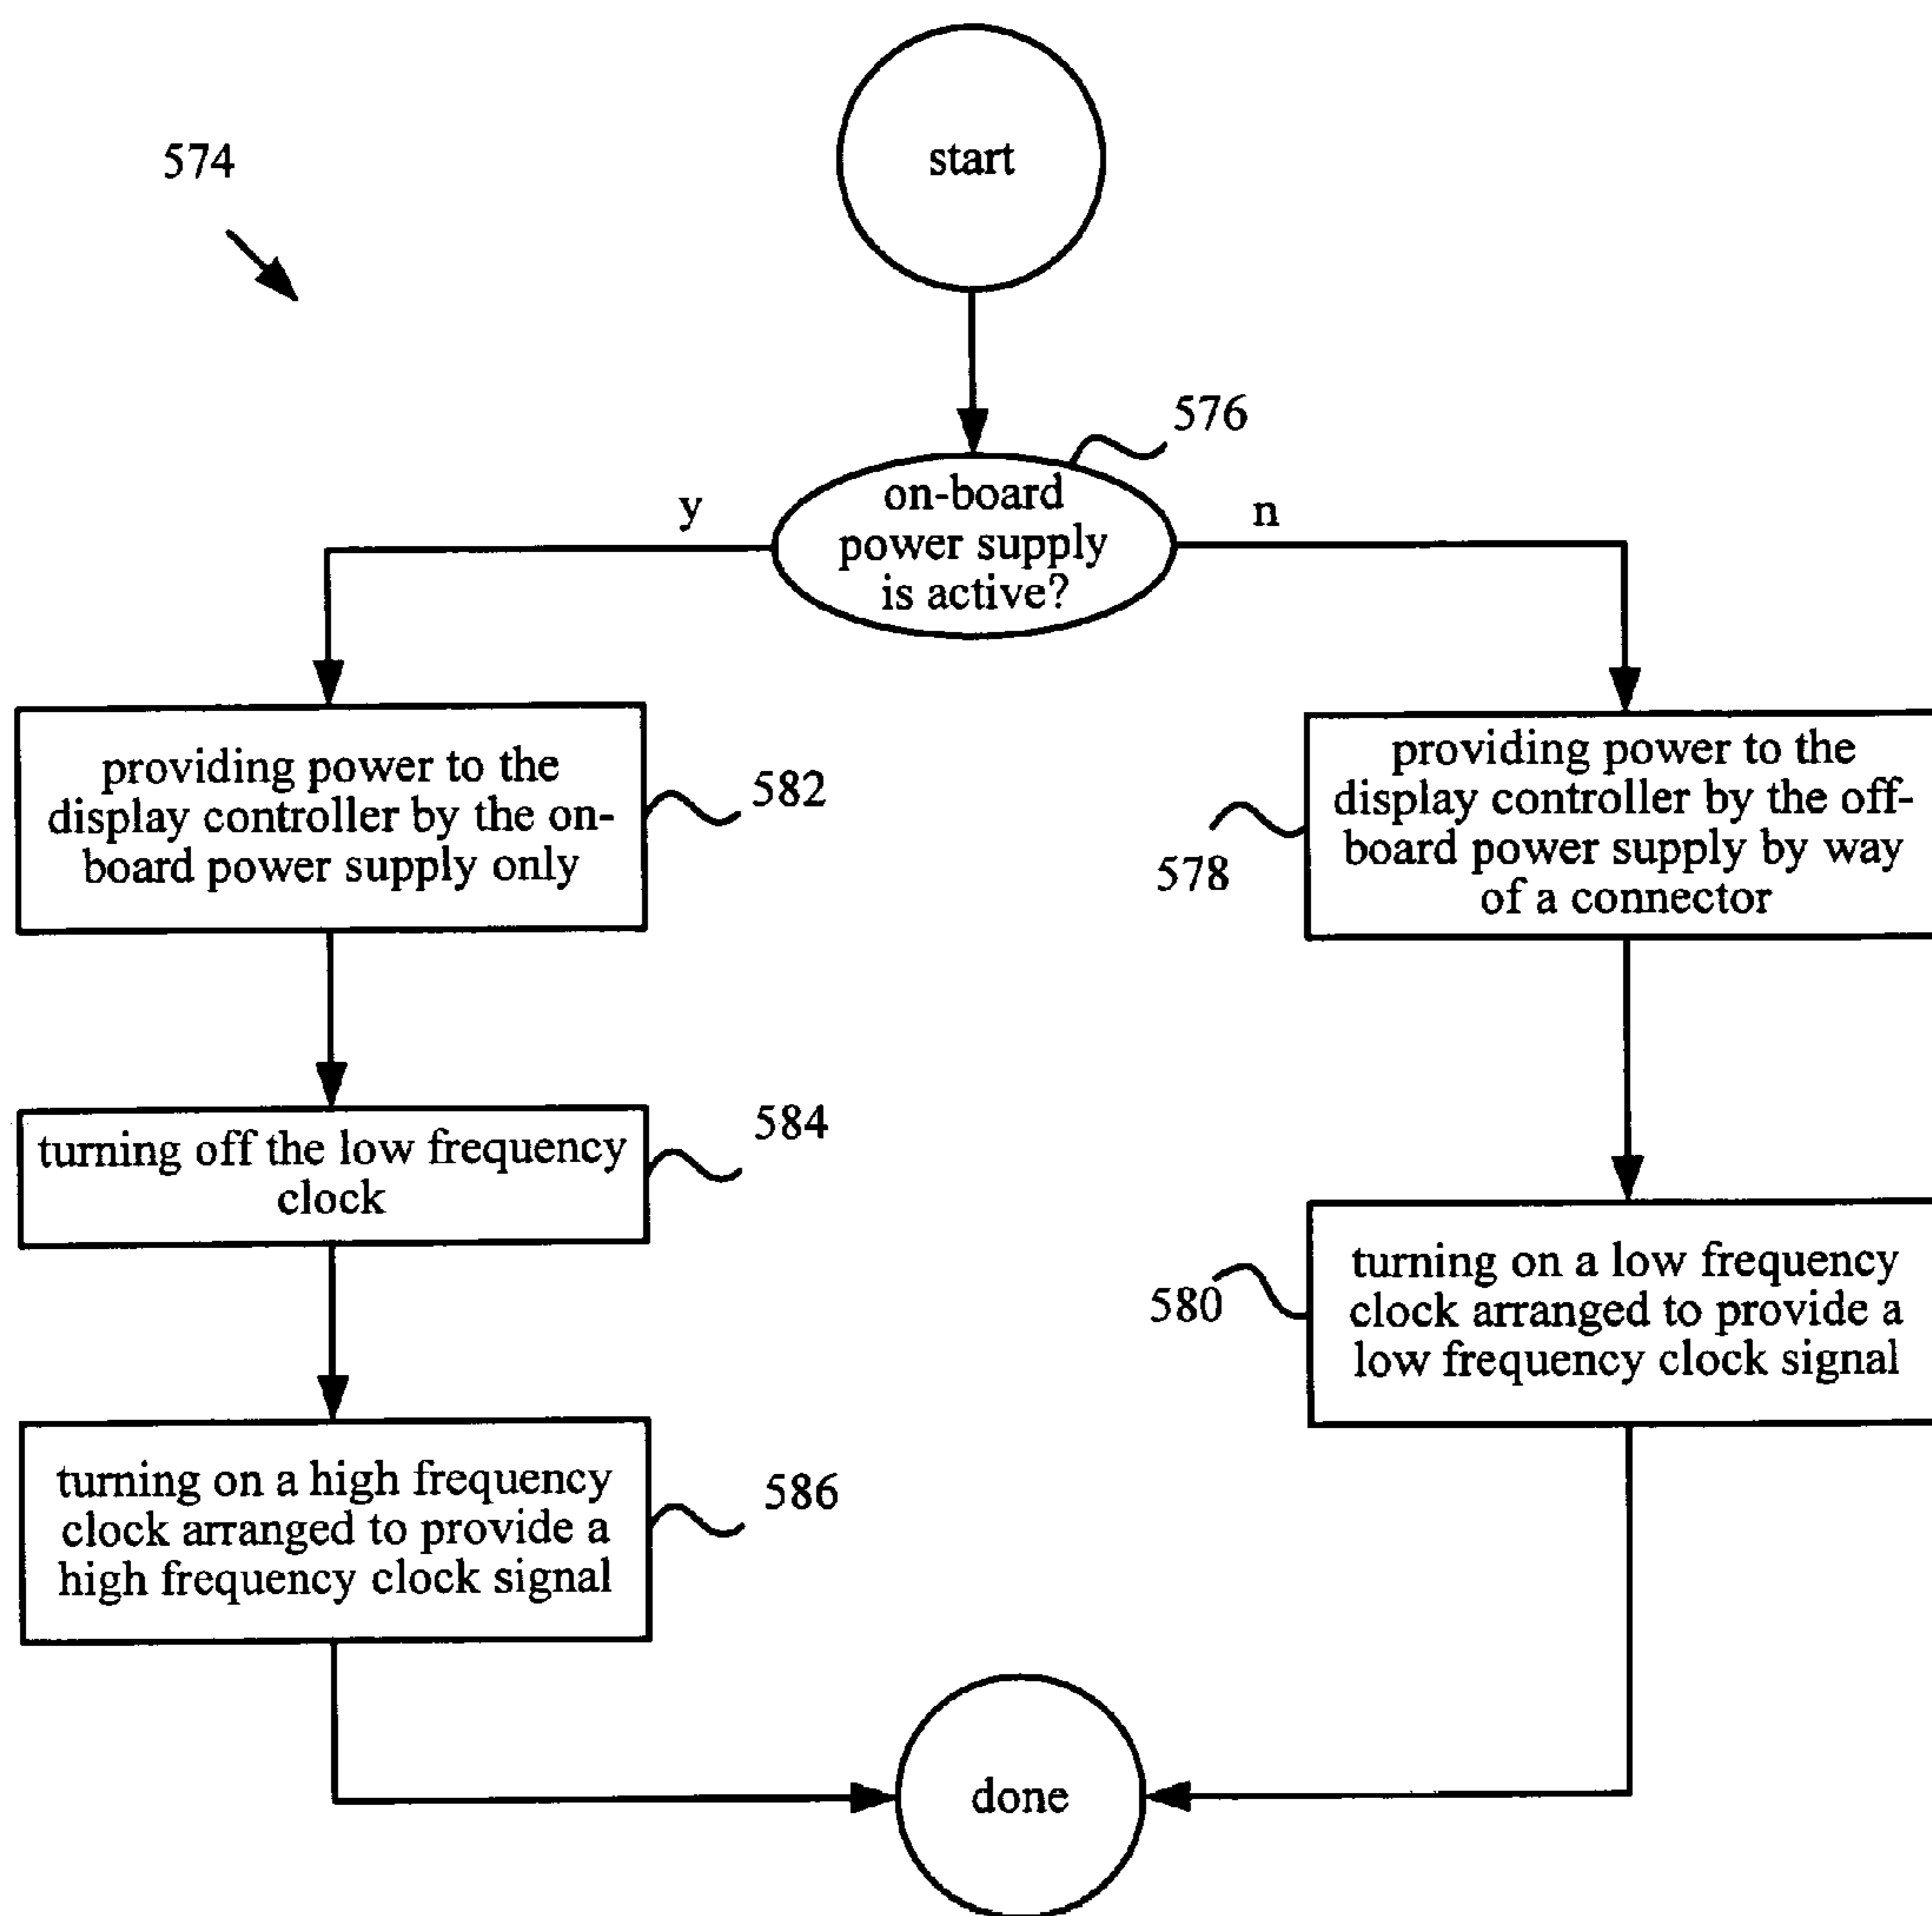 574
start
576
on-board
power supply
is active?
y
n
providing power to the
display controller by the on-
board power supply only
582
providing power to the
display controller by the off-
board power supply by way
of a connector
578
turning off the low frequency
clock
584
turning on a low frequency
clock arranged to provide a
low frequency clock signal
580
turning on a high frequency
clock arranged to provide a
high frequency clock signal
586
done